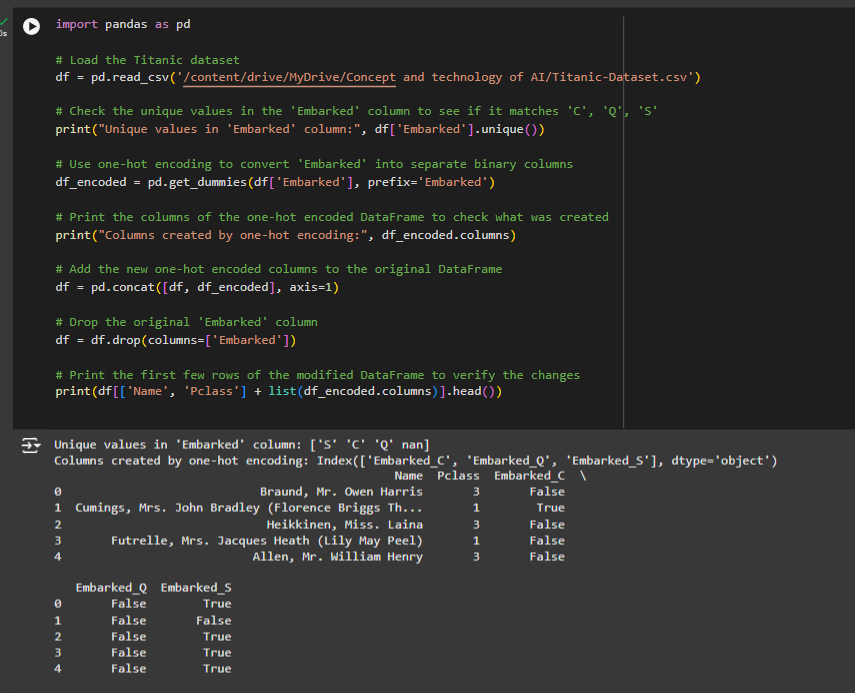 import pandas as pd
# Load the Titanic dataset
df = pd.read_csv('/content/drive/MyDrive/Concept and technology of AI/Titanic-Dataset.csv')
# Check the unique values in the 'Embarked' column to see if it matches 'C', 'Q', 'S'
print("Unique values in 'Embarked' column:", df['Embarked'].unique())
# Use one-hot encoding to convert 'Embarked' into separate binary columns
df_encoded = pd.get_dummies(df['Embarked'], prefix='Embarked')
# Print the columns of the one-hot encoded DataFrame to check what was created
print("Columns created by one-hot encoding:", df_encoded.columns)
# Add the new one-hot encoded columns to the original DataFrame
df = pd.concat([df, df_encoded], axis=1)
# Drop the original 'Embarked' column
df = df.drop(columns=['Embarked'])
# Print the first few rows of the modified DataFrame to verify the changes
print(df[['Name', 'Pclass'] + list(df_encoded.columns)].head())
Unique values in 'Embarked' column: ['S' 'C' 'Q' nan]
Columns created by one-hot encoding: Index(['Embarked_C', 'Embarked_Q', 'Embarked_S'], dtype='object')
Name Pclass Embarked_C \
0 Braund, Mr. Owen Harris 3 False
1 Cumings, Mrs. John Bradley (Florence Briggs Th... 1 True
2 Heikkinen, Miss. Laina 3 False
3 Futrelle, Mrs. Jacques Heath (Lily May Peel) 1 False
4 Allen, Mr. William Henry 3 False
Embarked_Q Embarked_S
0 False True
1 False False
2 False True
3 False True
4 False True